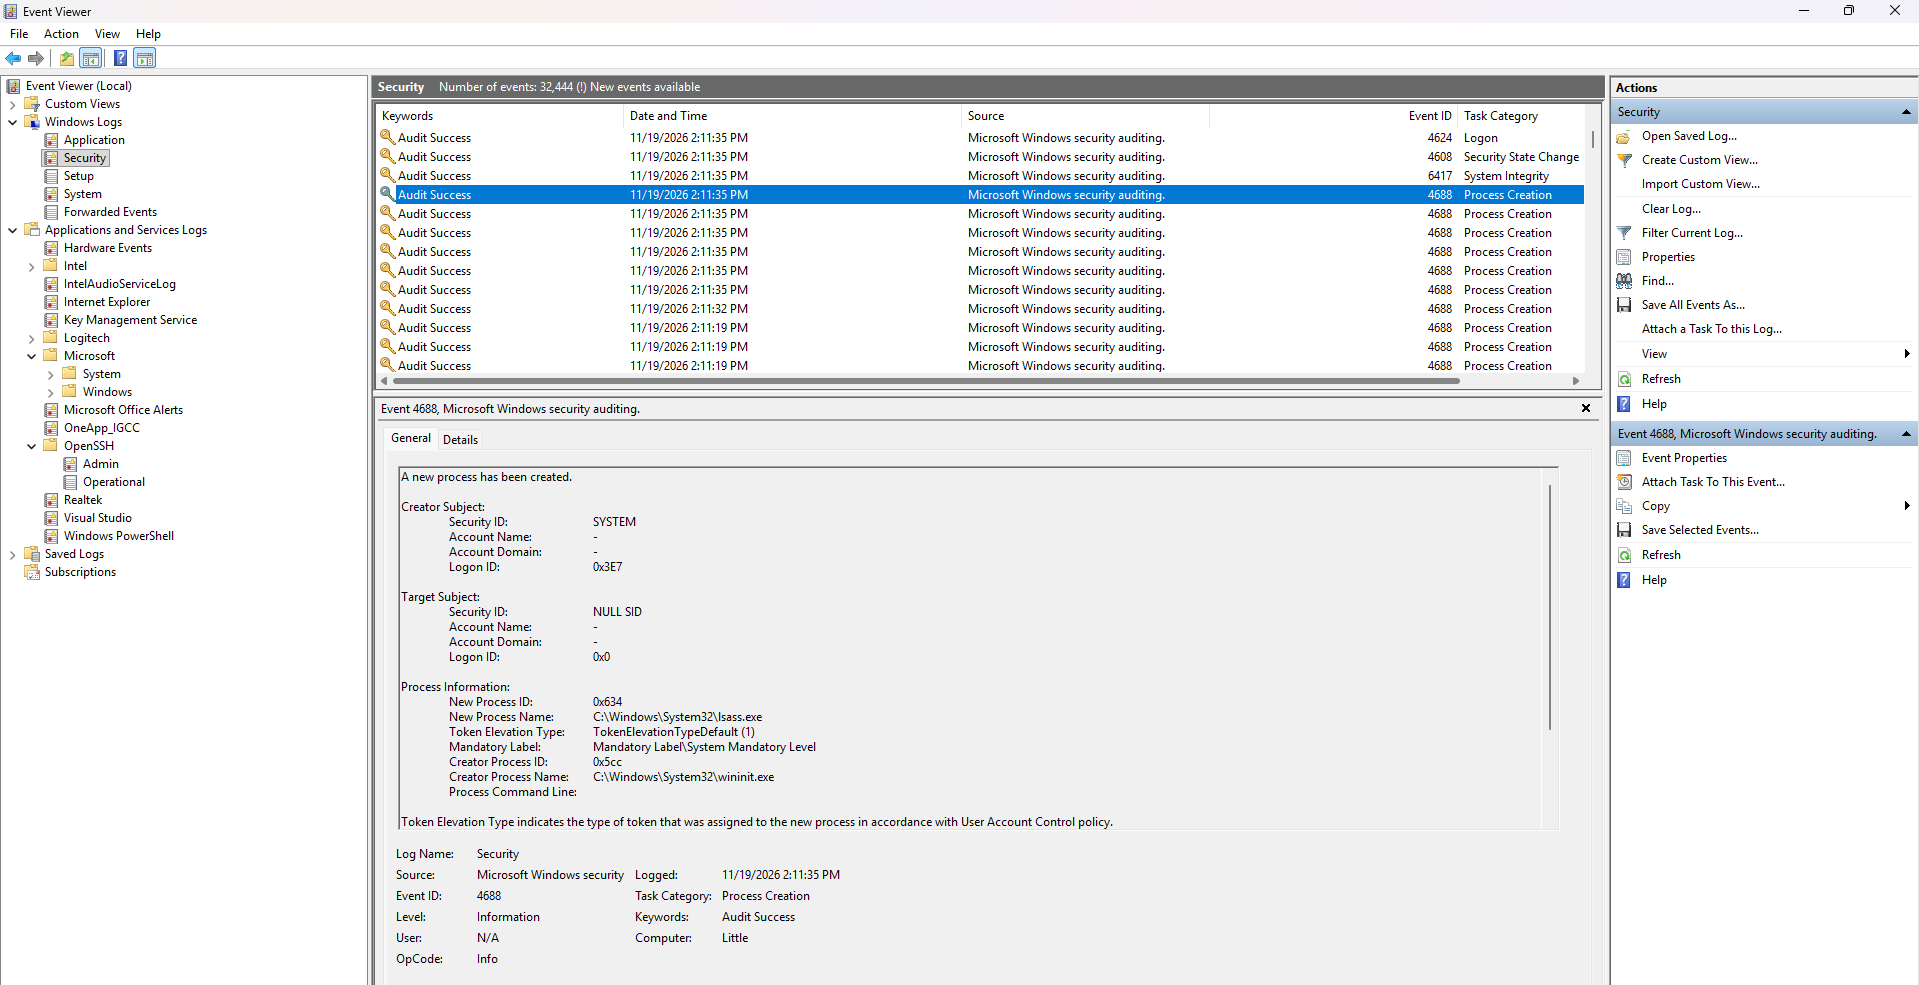 Event Viewer
File Action View Help
Event Viewer (Local)
Custom Views
Windows Logs
Application
Security
Setup
System
Forwarded Events
Applications and Services Logs
Hardware Events
Intel
IntelAudioServiceLog
Internet Explorer
Key Management Service
Logitech
Microsoft
System
Windows
Microsoft Office Alerts
OneApp_IGCC
OpenSSH
Admin
Operational
Realtek
Visual Studio
Windows PowerShell
Saved Logs
Subscriptions
Security Number of events: 32,444 (!) New events available
Keywords Date and Time Source Event ID Task Category
Audit Success 11/19/2026 2:11:35 PM Microsoft Windows security auditing. 4624 Logon
Audit Success 11/19/2026 2:11:35 PM Microsoft Windows security auditing. 4608 Security State Change
Audit Success 11/19/2026 2:11:35 PM Microsoft Windows security auditing. 6417 System Integrity
Audit Success 11/19/2026 2:11:35 PM Microsoft Windows security auditing. 4688 Process Creation
Audit Success 11/19/2026 2:11:35 PM Microsoft Windows security auditing. 4688 Process Creation
Audit Success 11/19/2026 2:11:35 PM Microsoft Windows security auditing. 4688 Process Creation
Audit Success 11/19/2026 2:11:35 PM Microsoft Windows security auditing. 4688 Process Creation
Audit Success 11/19/2026 2:11:35 PM Microsoft Windows security auditing. 4688 Process Creation
Audit Success 11/19/2026 2:11:35 PM Microsoft Windows security auditing. 4688 Process Creation
Audit Success 11/19/2026 2:11:32 PM Microsoft Windows security auditing. 4688 Process Creation
Audit Success 11/19/2026 2:11:19 PM Microsoft Windows security auditing. 4688 Process Creation
Audit Success 11/19/2026 2:11:19 PM Microsoft Windows security auditing. 4688 Process Creation
Audit Success 11/19/2026 2:11:19 PM Microsoft Windows security auditing. 4688 Process Creation
Event 4688, Microsoft Windows security auditing.
General Details
A new process has been created.
Creator Subject:
Security ID: SYSTEM
Account Name: -
Account Domain: -
Logon ID: 0x3E7
Target Subject:
Security ID: NULL SID
Account Name: -
Account Domain: -
Logon ID: 0x0
Process Information:
New Process ID: 0x634
New Process Name: C:\Windows\System32\lsass.exe
Token Elevation Type: TokenElevationTypeDefault (1)
Mandatory Label: Mandatory Label\System Mandatory Level
Creator Process ID: 0x5cc
Creator Process Name: C:\Windows\System32\wininit.exe
Process Command Line:
Token Elevation Type indicates the type of token that was assigned to the new process in accordance with User Account Control policy.
Log Name: Security
Source: Microsoft Windows security Logged: 11/19/2026 2:11:35 PM
Event ID: 4688 Task Category: Process Creation
Level: Information Keywords: Audit Success
User: N/A Computer: Little
OpCode: Info
Actions
Security
Open Saved Log...
Create Custom View...
Import Custom View...
Clear Log...
Filter Current Log...
Properties
Find...
Save All Events As...
Attach a Task To this Log...
View
Refresh
Help
Event 4688, Microsoft Windows security auditing.
Event Properties
Attach Task To This Event...
Copy
Save Selected Events...
Refresh
Help